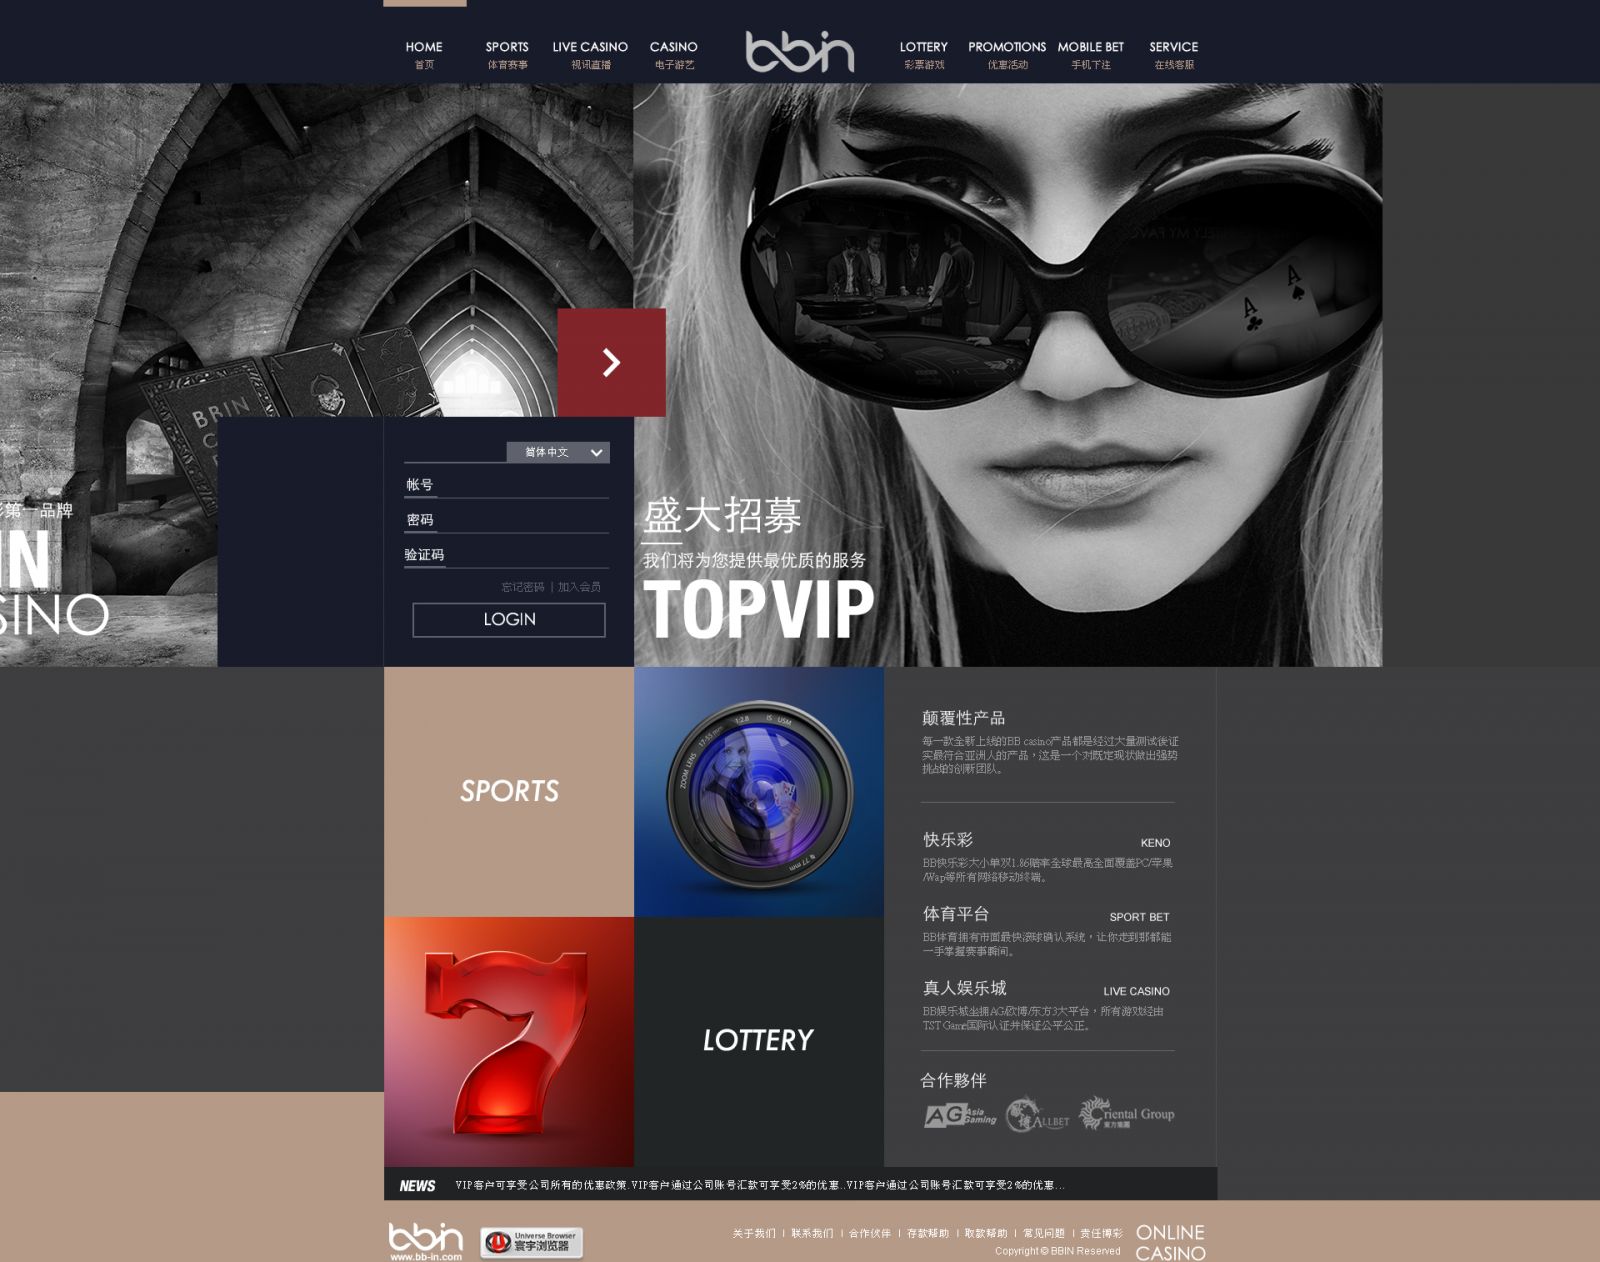 HOME
SPORTS
LIVE CASINO
CASINO
bbin
LOTTERY
PROMOTIONS
MOBILE BET
SERVICE
首页
体育赛事
视讯直播
电子游艺
彩票游戏
优惠活动
手机下注
在线客服
BBIN
第一品牌
IN
SINO
简体中文
帐号
密码
验证码
忘记密码 | 加入会员
LOGIN
盛大招募
我们将为您提供最优质的服务
TOPVIP
SPORTS
ZOOM LENS 17-55 mm 1:2.8 IS USM
77 mm
LOTTERY
颠覆性产品
每一款全新上线的BB casino产品都是经过大量测试後证
实最符合亚洲人的产品，这是一个对既定现状做出强势
挑战的创新团队。
快乐彩 KENO
BB快乐彩大小单双1.86赔率全球最高全面覆盖PC/苹果
/Wap等所有网络移动终端。
体育平台 SPORT BET
BB体育拥有市面最快滚球确认系统，让你走到那都能
一手掌握赛事瞬间。
真人娱乐城 LIVE CASINO
BB娱乐城坐拥AG/欧博/东方3大平台，所有游戏经由
TST Game国际认证并保证公平公正。
合作夥伴
AG Asia Gaming
ALLBET
Oriental Group
東方集團
NEWS VIP客户可享受公司所有的优惠政策.VIP客户通过公司账号汇款可享受2%的优惠..VIP客户通过公司账号汇款可享受2%的优惠...
bbin
www.bb-in.com
Universe Browser
寰宇浏览器
关于我们 | 联系我们 | 合作伙伴 | 存款帮助 | 取款帮助 | 常见问题 | 责任博彩
Copyright © BBIN Reserved
ONLINE
CASINO